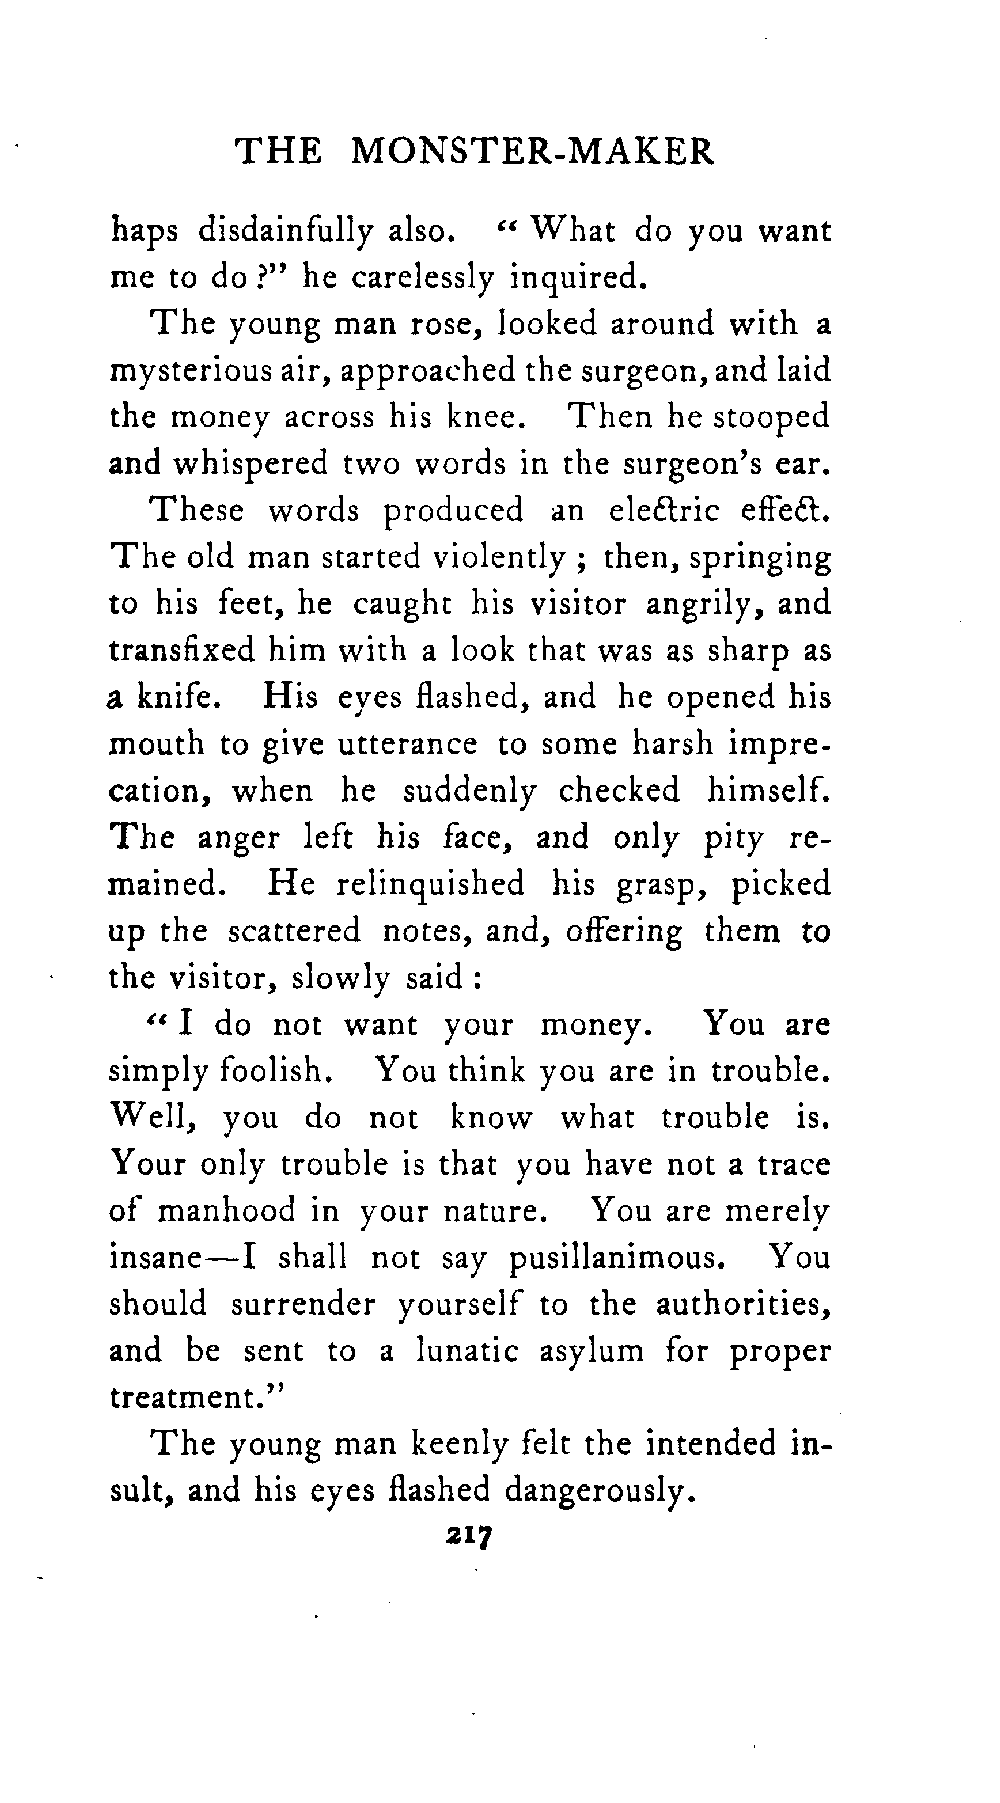 THE MONSTER-MAKER
haps disdainfully also. “ What do you want
me to do ?” he carelessly inquired.
The young man rose, looked around with a
mysterious air, approached the surgeon, and laid
the money across his knee. Then he stooped
and whispered two words in the surgeon’s ear.
These words produced an electric effect.
The old man started violently ; then, springing
to his feet, he caught his visitor angrily, and
transfixed him with a look that was as sharp as
a knife. His eyes flashed, and he opened his
mouth to give utterance to some harsh impre-
cation, when he suddenly checked himself.
The anger left his face, and only pity re-
mained. He relinquished his grasp, picked
up the scattered notes, and, offering them to
the visitor, slowly said :
“ I do not want your money. You are
simply foolish. You think you are in trouble.
Well, you do not know what trouble is.
Your only trouble is that you have not a trace
of manhood in your nature. You are merely
insane—I shall not say pusillanimous. You
should surrender yourself to the authorities,
and be sent to a lunatic asylum for proper
treatment.”
The young man keenly felt the intended in-
sult, and his eyes flashed dangerously.
217